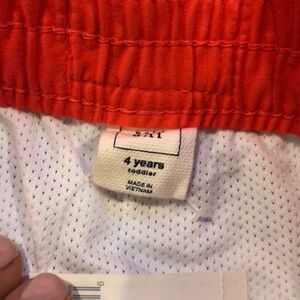 4 years
toddler
MADE IN
VIETNAM